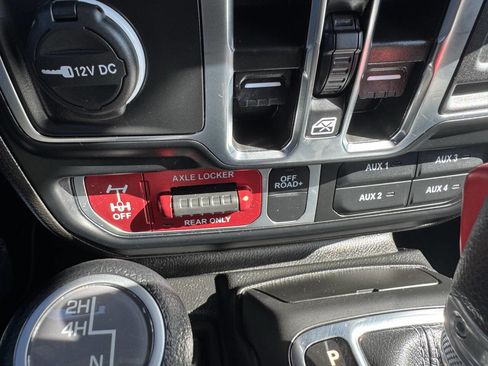 12V DC
AUX 1
AUX 3
AXLE LOCKER
OFF
ROAD+
AUX 2
AUX 4
OFF
REAR ONLY
2H
4H
N
P